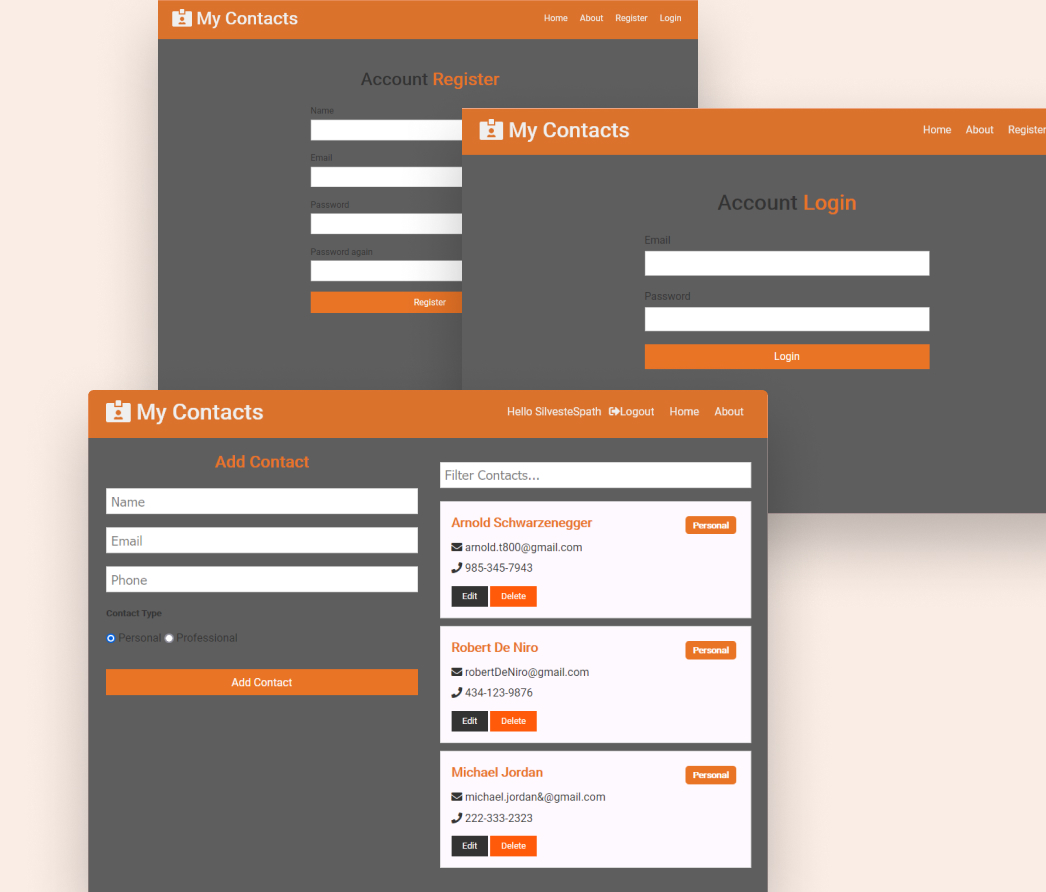 My Contacts
Home About Register Login
Account Register
Name
Email
Password
Password again
Register
My Contacts
Home About Register
Account Login
Email
Password
Login
My Contacts
Hello SilvesteSpath Logout Home About
Add Contact
Name
Email
Phone
Contact Type
Personal Professional
Add Contact
Filter Contacts...
Arnold Schwarzenegger Personal
arnold.t800@gmail.com
985-345-7943
Edit Delete
Robert De Niro Personal
robertDeNiro@gmail.com
434-123-9876
Edit Delete
Michael Jordan Personal
michael.jordan&@gmail.com
222-333-2323
Edit Delete